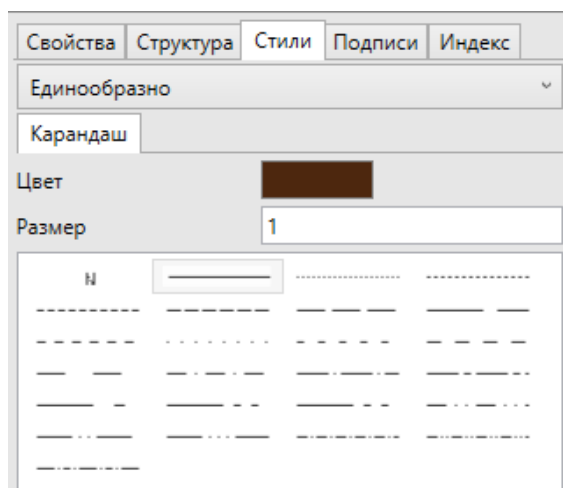 Свойства Структура Стили Подписи Индекс
Единообразно
Карандаш
Цвет
Размер 1
N